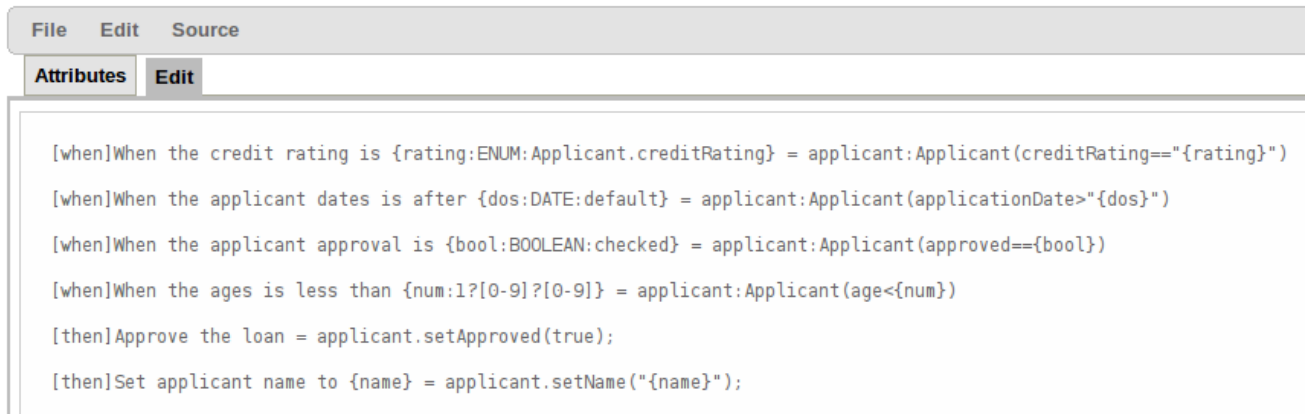 File Edit Source
Attributes Edit
[when]When the credit rating is {rating:ENUM:Applicant.creditRating} = applicant:Applicant(creditRating=="{rating}")
[when]When the applicant dates is after {dos:DATE:default} = applicant:Applicant(applicationDate>"{dos}")
[when]When the applicant approval is {bool:BOOLEAN:checked} = applicant:Applicant(approved=={bool})
[when]When the ages is less than {num:1?[0-9]?[0-9]} = applicant:Applicant(age<{num})
[then]Approve the loan = applicant.setApproved(true);
[then]Set applicant name to {name} = applicant.setName("{name}");